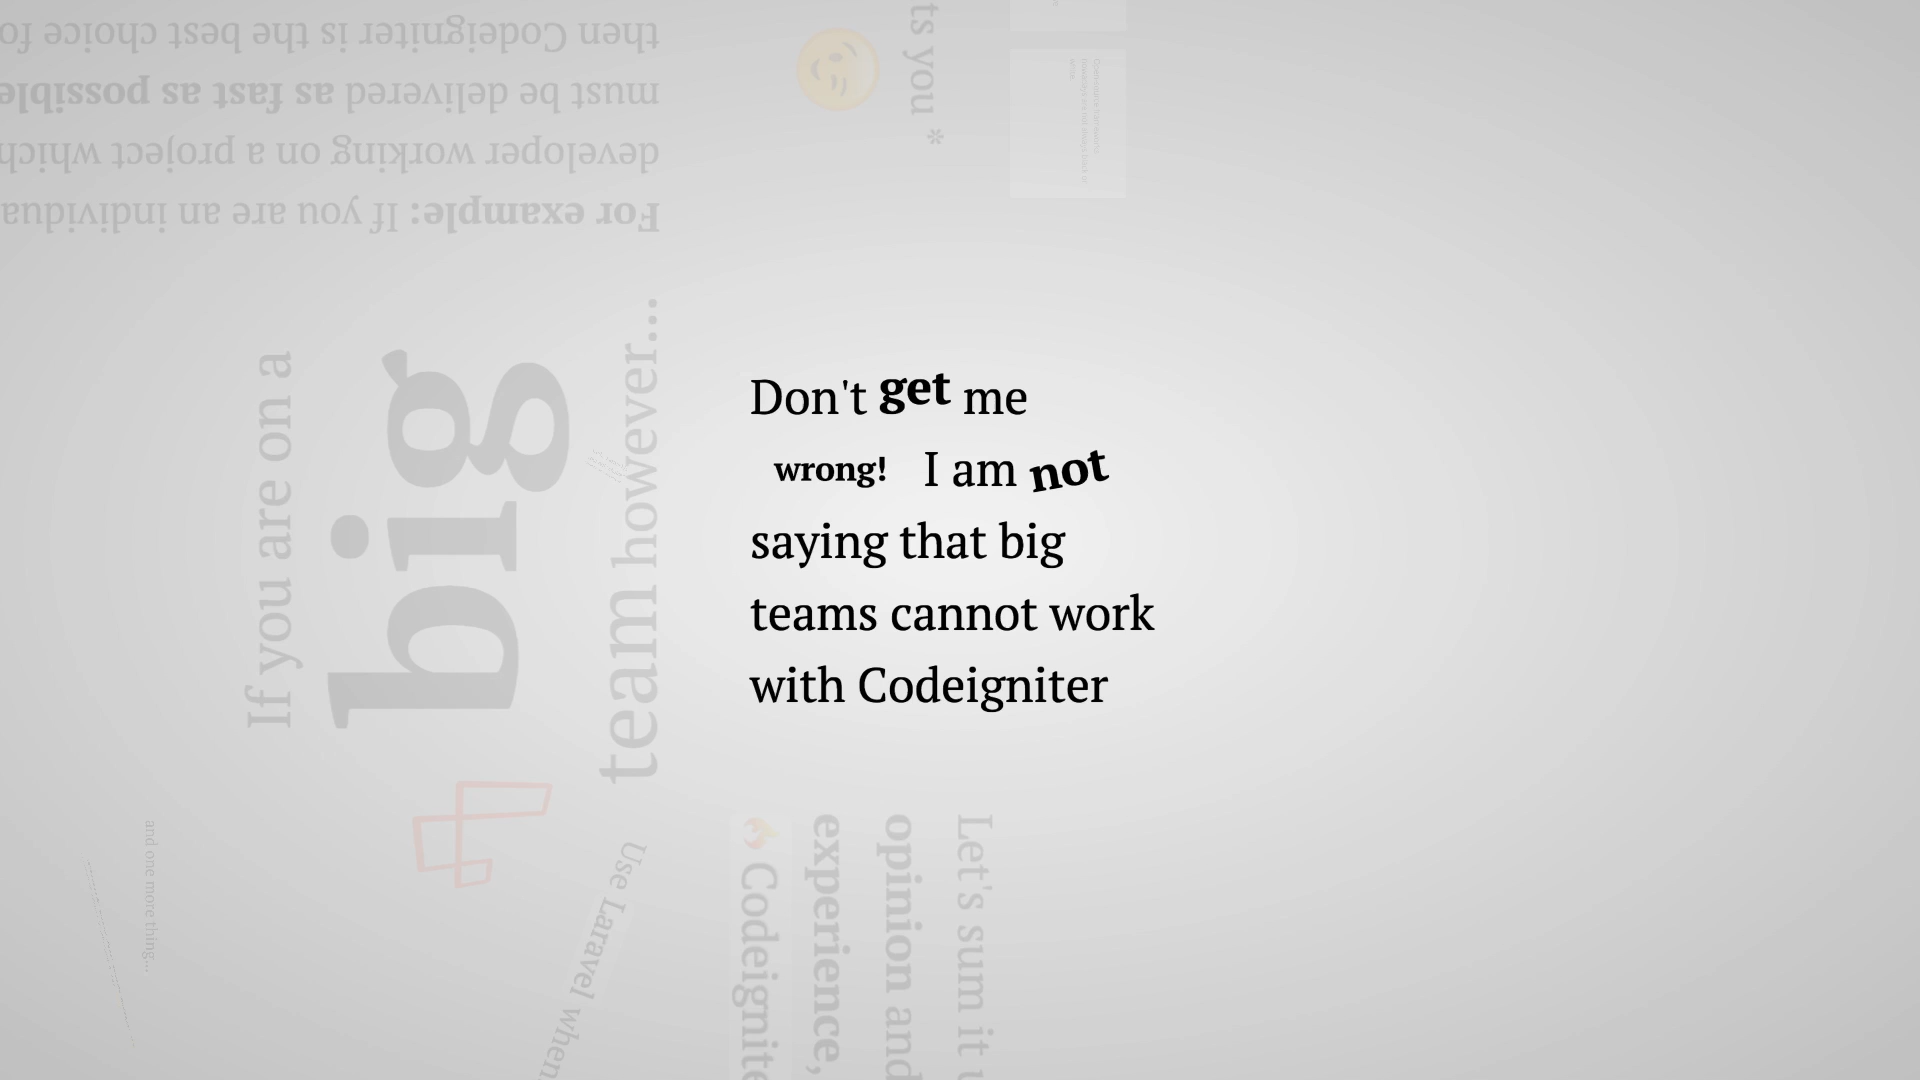 Don't get me
wrong! I am not
saying that big
teams cannot work
with Codeigniter
For example: If you are an individua
developer working on a project which
must be delivered as fast as possible
then Codeigniter is the best choice fo
ts you *
If you are on a
big
team however...
and one more thing...
Use Laravel when
Let's sum it u
opinion and
experience,
Codeignite